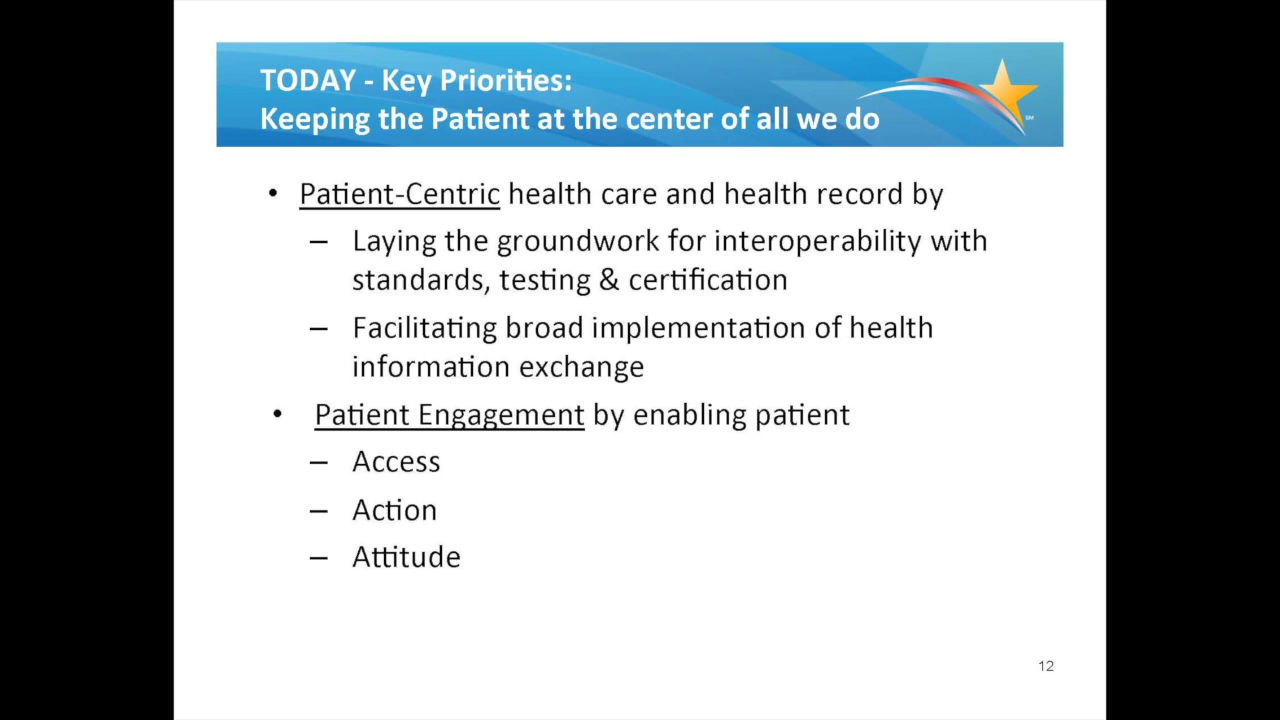 TODAY - Key Priorities:
Keeping the Patient at the center of all we do
SM
• Patient-Centric health care and health record by
– Laying the groundwork for interoperability with
standards, testing & certification
– Facilitating broad implementation of health
information exchange
• Patient Engagement by enabling patient
– Access
– Action
– Attitude
12